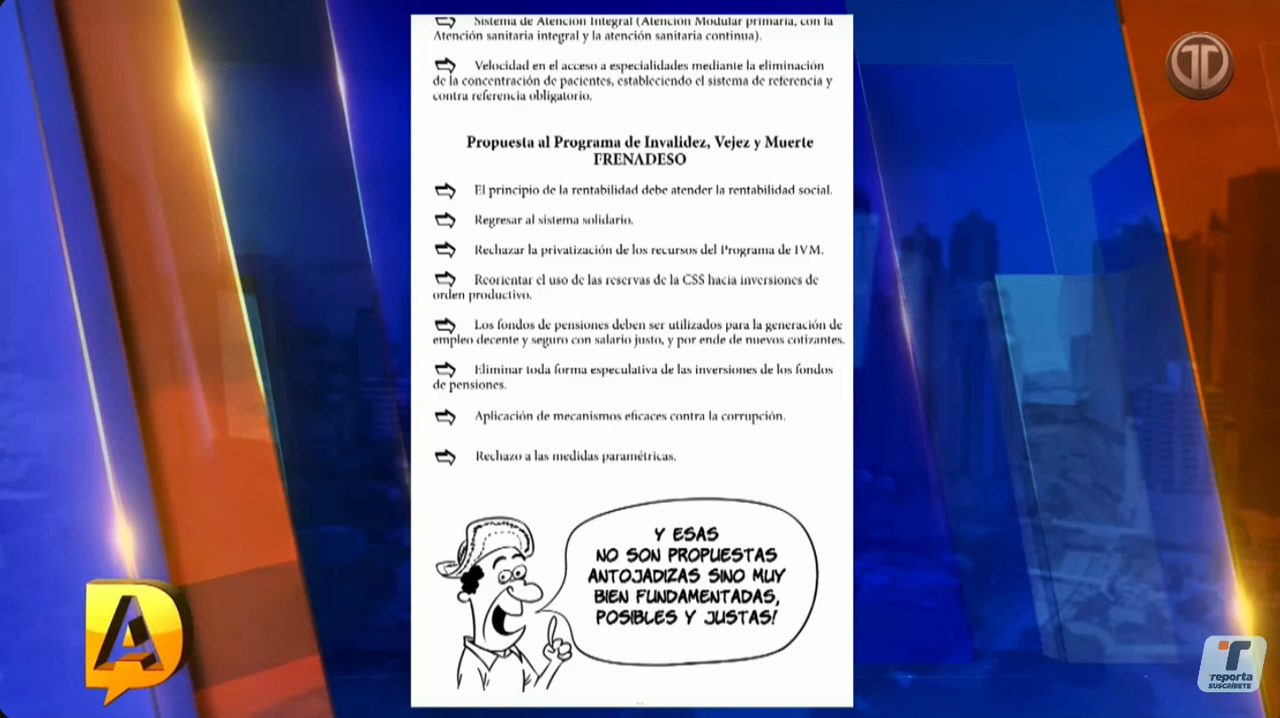 Sistema de Atención Integral (Atención Modular primaria, con la
Atención sanitaria integral y la atención sanitaria continua).
Velocidad en el acceso a especialidades mediante la eliminación
de la concentración de pacientes, estableciendo el sistema de referencia y
contra referencia obligatorio.
Propuesta al Programa de Invalidez, Vejez y Muerte
FRENADESO
El principio de la rentabilidad debe atender la rentabilidad social.
Regresar al sistema solidario.
Rechazar la privatización de los recursos del Programa de IVM.
Reorientar el uso de las reservas de la CSS hacia inversiones de
orden productivo.
Los fondos de pensiones deben ser utilizados para la generación de
empleo decente y seguro con salario justo, y por ende de nuevos cotizantes.
Eliminar toda forma especulativa de las inversiones de los fondos
de pensiones.
Aplicación de mecanismos eficaces contra la corrupción.
Rechazo a las medidas paramétricas.
Y ESAS
NO SON PROPUESTAS
ANTOJADIZAS SINO MUY
BIEN FUNDAMENTADAS,
POSIBLES Y JUSTAS!
A
reporta
SUSCRÍBETE